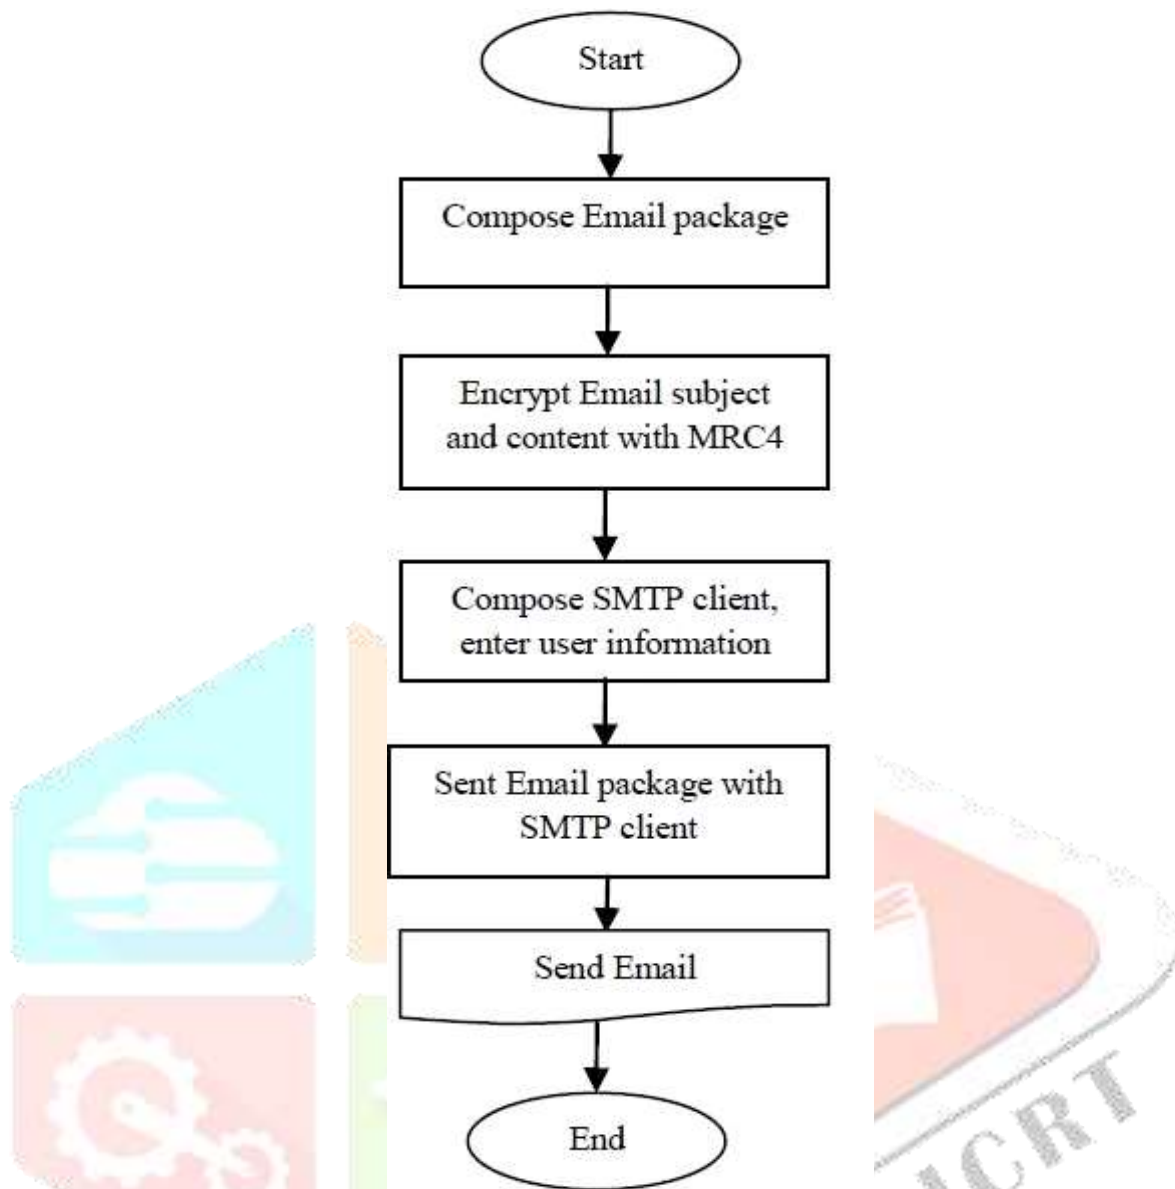 Start
Compose Email package
Encrypt Email subject
and content with MRC4
Compose SMTP client,
enter user information
Sent Email package with
SMTP client
Send Email
End
IJCRT